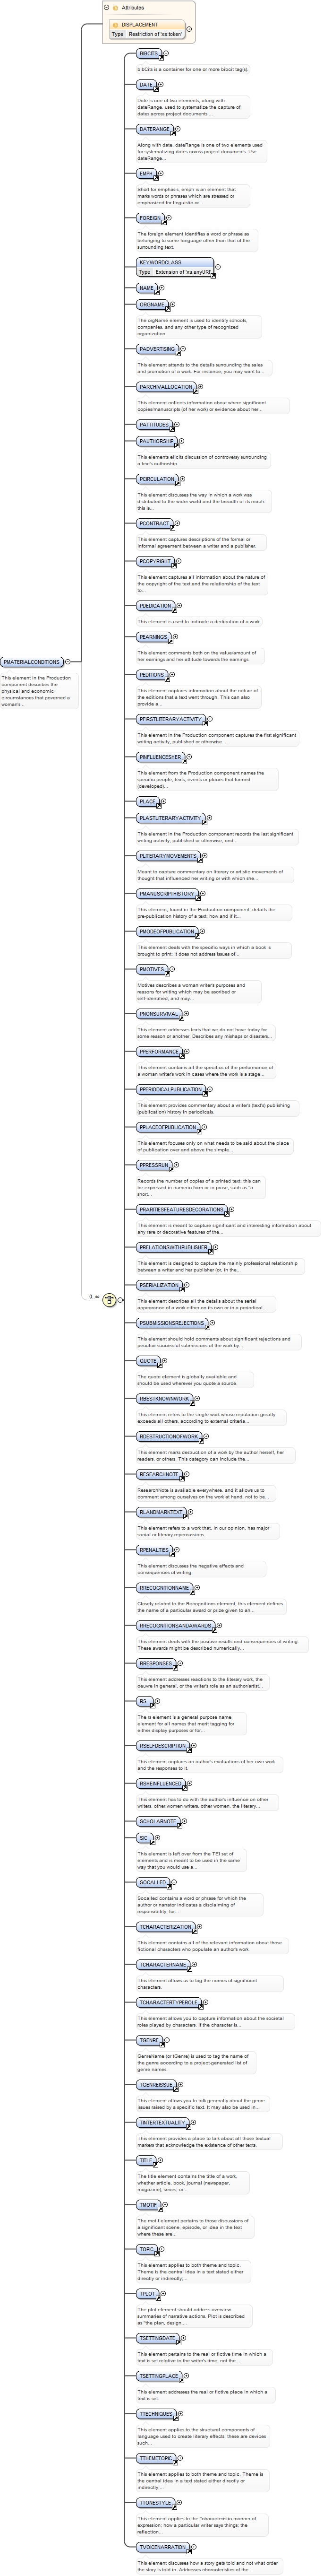 Attributes
DISPLACEMENT
Type Restriction of 'xs:token'
BIBCITS
bibCits is a container for one or more bibcit tag(s).
DATE
Date is one of two elements, along with
dateRange, used to systematize the capture of
dates across project documents....
DATERANGE
Along with date, dateRange is one of two elements used
for systematizing dates across project documents. Use
dateRange...
EMPH
Short for emphasis, emph is an element that
marks words or phrases which are stressed or
emphasized for linguistic or...
FOREIGN
The foreign element identifies a word or phrase as
belonging to some language other than that of the
surrounding text.
KEYWORDCLASS
Type Extension of 'xs:anyURI'
NAME
ORGNAME
The orgName element is used to identify schools,
companies, and any other type of recognized
organization.
PADVERTISING
This element attends to the details surrounding the sales
and promotion of a work. For instance, you may want to...
PARCHIVALLOCATION
This element collects information about where significant
copies/manuscripts (of her work) or evidence about her...
PATTITUDES
PAUTHORSHIP
This elements elicits discussion of controversy surrounding
a text's authorship.
PCIRCULATION
This element discusses the way in which a work was
distributed to the wider world and the breadth of its reach:
this is...
PCONTRACT
This element captures descriptions of the formal or
informal agreement between a writer and a publisher.
PCOPYRIGHT
This element captures all information about the nature of
the copyright of the text and the relationship of the text
to...
PDEDICATION
This element is used to indicate a dedication of a work.
PEARNINGS
This element comments both on the value/amount of
her earnings and her attitude towards the earnings.
PEDITIONS
This element captures information about the nature of
the editions that a text went through. This can also
provide a...
PFIRSTLITERARYACTIVITY
This element in the Production component captures the first significant
writing activity, published or otherwise....
PINFLUENCESHER
This element from the Production component names the
specific people, texts, events or places that formed
(developed)...
PMATERIALCONDITIONS
This element in the Production
component describes the
physical and economic
circumstances that governed a
woman's...
PLACE
PLASTLITERARYACTIVITY
This element in the Production component records the last significant
writing activity, published or otherwise, and...
PLITERARYMOVEMENTS
Meant to capture commentary on literary or artistic movements of
thought that influenced her writing or with which she...
PMANUSCRIPTHISTORY
This element, found in the Production component, details the
pre-publication history of a text: how and if it...
PMODEOFPUBLICATION
This element deals with the specific ways in which a book is
brought to print; it does not address issues of...
PMOTIVES
Motives describes a woman writer's purposes and
reasons for writing which may be ascribed or
self-identified, and may...
PNONSURVIVAL
This element addresses texts that we do not have today for
some reason or another. Describes any mishaps or disasters...
PPERFORMANCE
This element contains all the specifics of the performance of
a woman writer's work in cases where the work is a stage...
PPERIODICALPUBLICATION
This element provides commentary about a writer's (text's) publishing
(publication) history in periodicals.
PPLACEOFPUBLICATION
This element focuses only on what needs to be said about the place
of publication over and above the simple...
PPRESSRUN
Records the number of copies of a printed text; this can
be expressed in numeric form or in prose, such as "a
short...
PRARITIESFEATURESDECORATIONS
This element is meant to capture significant and interesting information about
any rare or decorative features of the...
PRELATIONSWITHPUBLISHER
This element is designed to capture the mainly professional relationship
between a writer and her publisher (or, in the...
PSERIALIZATION
0..∞
This element describes all the details about the serial
appearance of a work either on its own or in a periodical...
PSUBMISSIONSREJECTIONS
This element should hold comments about significant rejections and
peculiar successful submissions of the work by...
QUOTE
The quote element is globally available and
should be used wherever you quote a source.
RBESTKNOWNWORK
This element refers to the single work whose reputation greatly
exceeds all others, according to external criteria...
RDESTRUCTIONOFWORK
This element marks destruction of a work by the author herself, her
readers, or others. This category can include the...
RESEARCHNOTE
ResearchNote is available everywhere, and it allows us to
comment among ourselves on the work at hand; not to be...
RLANDMARKTEXT
This element refers to a work that, in our opinion, has major
social or literary repercussions.
RPENALTIES
This element discusses the negative effects and
consequences of writing.
RRECOGNITIONNAME
Closely related to the Recognitions element, this element defines
the name of a particular award or prize given to an...
RRECOGNITIONSANDAWARDS
This element deals with the positive results and consequences of writing.
These awards might be described numerically...
RRESPONSES
This element addresses reactions to the literary work, the
oeuvre in general, or the writer's role as an author/artist...
RS
The rs element is a general purpose name
element for all names that merit tagging for
either display purposes or for...
RSELFDESCRIPTION
This element captures an author's evaluations of her own work
and the responses to it.
RSHEINFLUENCED
This element has to do with the author's influence on other
writers, other women writers, other women, the literary...
SCHOLARNOTE
SIC
This element is left over from the TEI set of
elements and is meant to be used in the same
way that you would use a...
SOCALLED
Socalled contains a word or phrase for which the
author or narrator indicates a disclaiming of
responsibility, for...
TCHARACTERIZATION
This element contains all of the relevant information about those
fictional characters who populate an author's work.
TCHARACTERNAME
This element allows us to tag the names of significant
characters.
TCHARACTERTYPEROLE
This element allows you to capture information about the societal
roles played by characters. If the character is...
TGENRE
GenreName (or tGenre) is used to tag the name of
the genre according to a project-generated list of
genre names.
TGENREISSUE
This element allows you to talk generally about the genre
issues raised by a specific text. It may also be used in...
TINTERTEXTUALITY
This element provides a place to talk about all those textual
markers that acknowledge the existence of other texts.
TITLE
The title element contains the title of a work,
whether article, book, journal (newspaper,
magazine), series, or...
TMOTIF
The motif element pertains to those discussions of
a significant scene, episode, or idea in the text
where these are...
TOPIC
This element applies to both theme and topic.
Theme is the central idea in a text stated either
directly or indirectly,...
TPLOT
The plot element should address overview
summaries of narrative actions. Plot is described
as "the plan, design...
TSETTINGDATE
This element pertains to the real or fictive time in which a
text is set relative to the writer's time, not the...
TSETTINGPLACE
This element addresses the real or fictive place in which a
text is set.
TTECHNIQUES
This element applies to the structural components of
language used to create literary effects: these are devices
such...
TTHEMETOPIC
This element applies to both theme and topic. Theme is
the central idea in a text stated either directly or
indirectly,...
TTONESTYLE
This element applies to the "characteristic manner of
expression, how a particular writer says things; the
reflection...
TVOICENARRATION
This element discusses how a story gets told and not what order
the story is told in. Addresses characteristics of the...